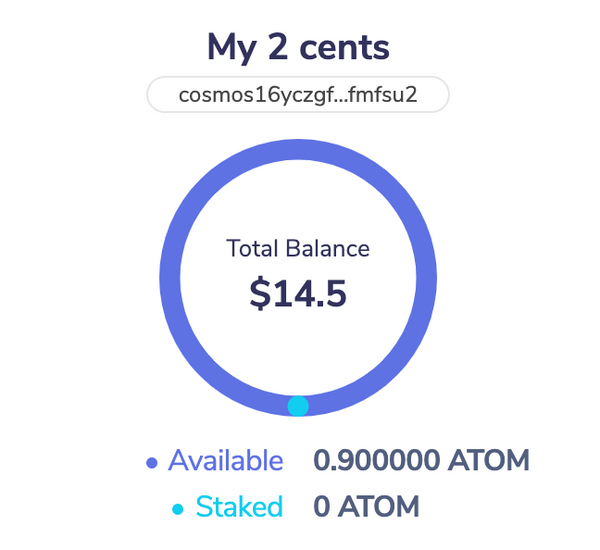 My 2 cents
cosmos16yczgf...fmfsu2
Total Balance
$14.5
Available 0.900000 ATOM
Staked 0 ATOM